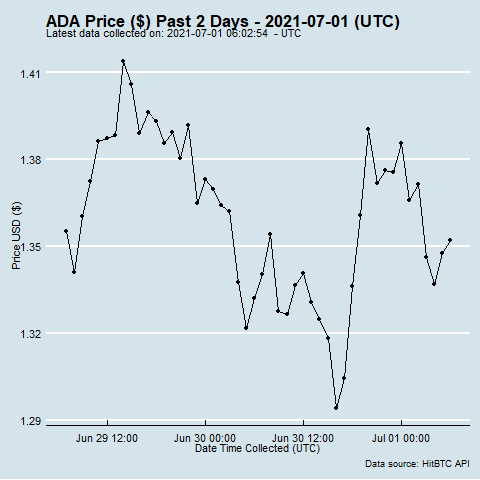 ADA Price ($) Past 2 Days - 2021-07-01 (UTC)
Latest data collected on: 2021-07-01 06:02:54 - UTC
1.41
1.38
1.35
1.32
1.29
Price USD ($)
Jun 29 12:00
Jun 30 00:00
Jun 30 12:00
Jul 01 00:00
Date Time Collected (UTC)
Data source: HitBTC API